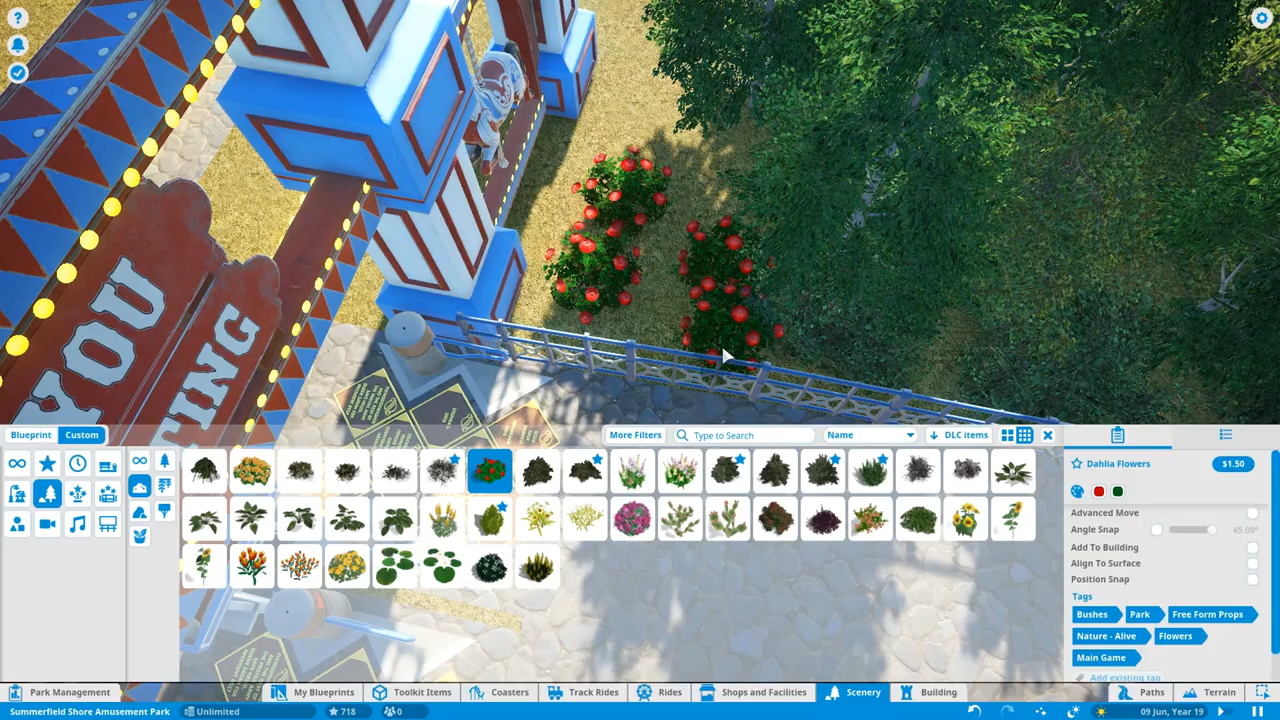 YOU
TING
Blueprint
Custom
More Filters
Type to Search
Name
DLC items
Dahlia Flowers
$1.50
Advanced Move
Angle Snap
45.00°
Add To Building
Align To Surface
Position Snap
Tags
Bushes
Park
Free Form Props
Nature - Alive
Flowers
Main Game
Add existing tag
Park Management
My Blueprints
Toolkit Items
Coasters
Track Rides
Rides
Shops and Facilities
Scenery
Building
Paths
Terrain
Summerfield Shore Amusement Park
Unlimited
718
0
09 Jun, Year 19